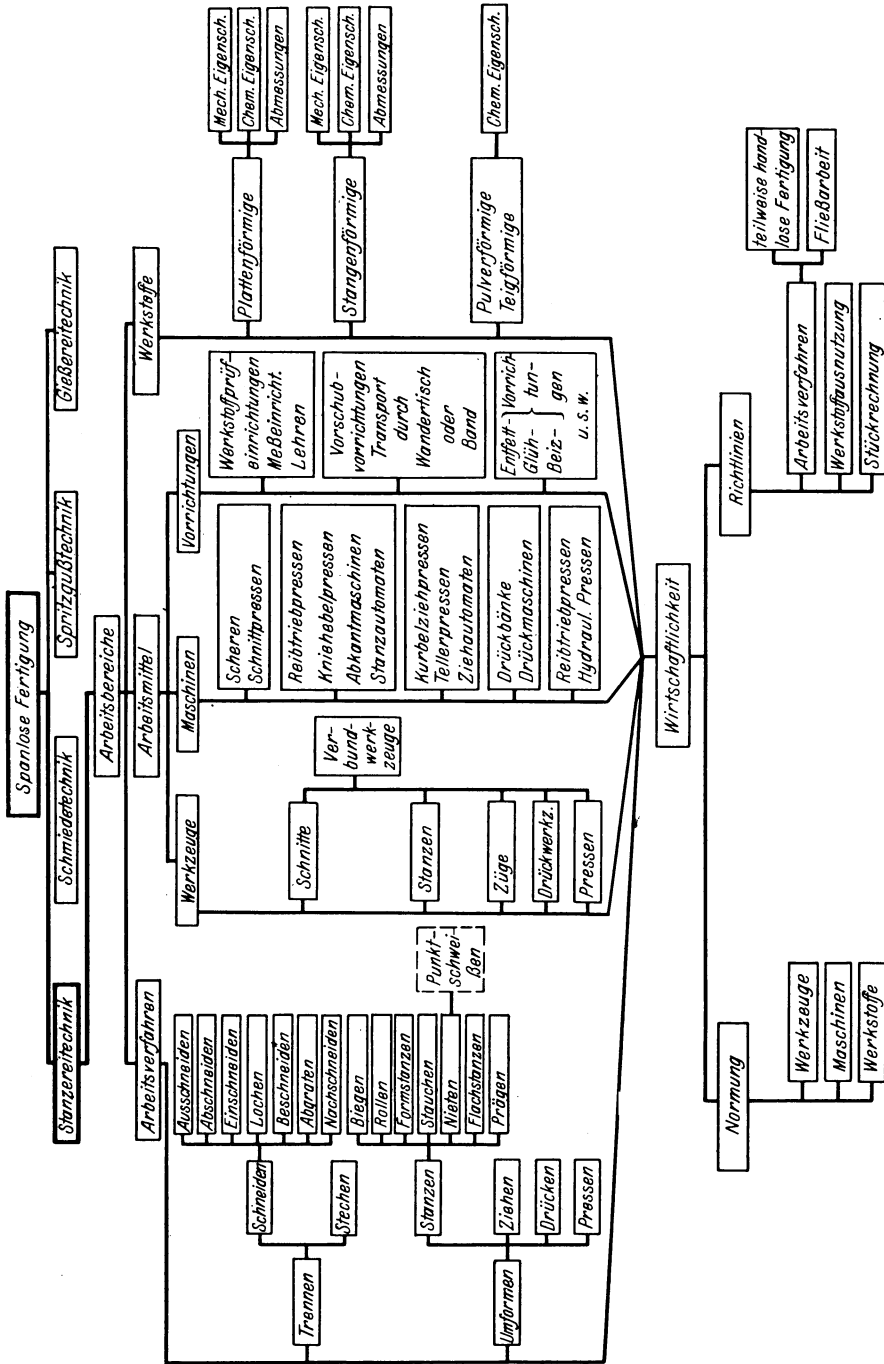 Spanlose Fertigung
Stanzereitechnik
Schmiedetechnik
Spritzgußtechnik
Gießereitechnik
Arbeitsbereiche
Arbeitsverfahren
Arbeitsmittel
Werkstoffe
Werkzeuge
Maschinen
Vorrichtungen
Trennen
Schneiden
Ausschneiden
Abschneiden
Einschneiden
Lochen
Beschneiden
Abgraten
Nachschneiden
Stechen
Umformen
Stanzen
Biegen
Rollen
Formstanzen
Stauchen
Nieten
Flachstanzen
Prägen
Punkt-
schwei-
ßen
Ziehen
Drücken
Pressen
Schnitte
Stanzen
Züge
Drückwerkz.
Pressen
Ver-
bundwerk-
zeuge
Scheren
Schnittpressen
Reibtriebpressen
Kniehebelpressen
Abkantmaschinen
Stanzautomaten
Kurbelziehpressen
Tellerpressen
Ziehautomaten
Drückbänke
Drückmaschinen
Reibtriebpressen
Hydraul. Pressen
Werkstoffprüf-
einrichtungen
Meßeinricht.
Lehren
Vorschub-
vorrichtungen
Transport
durch
Wandertisch
oder
Band
Entfett- Vorrich-
Glüh- tun-
Beiz- gen
u. s. w.
Plattenförmige
Mech. Eigensch.
Chem. Eigensch.
Abmessungen
Stangenförmige
Mech. Eigensch.
Chem. Eigensch.
Abmessungen
Pulverförmige
Teigförmige
Chem. Eigensch.
Wirtschaftlichkeit
Normung
Werkzeuge
Maschinen
Werkstoffe
Richtlinien
Arbeitsverfahren
teilweise hand-
lose Fertigung
Fließarbeit
Werkstoffausnutzung
Stückrechnung